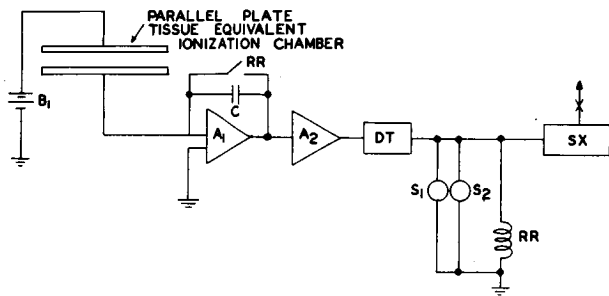 PARALLEL PLATE
TISSUE EQUIVALENT
IONIZATION CHAMBER
RR
B1
C
A1
A2
DT
SX
S1
S2
RR